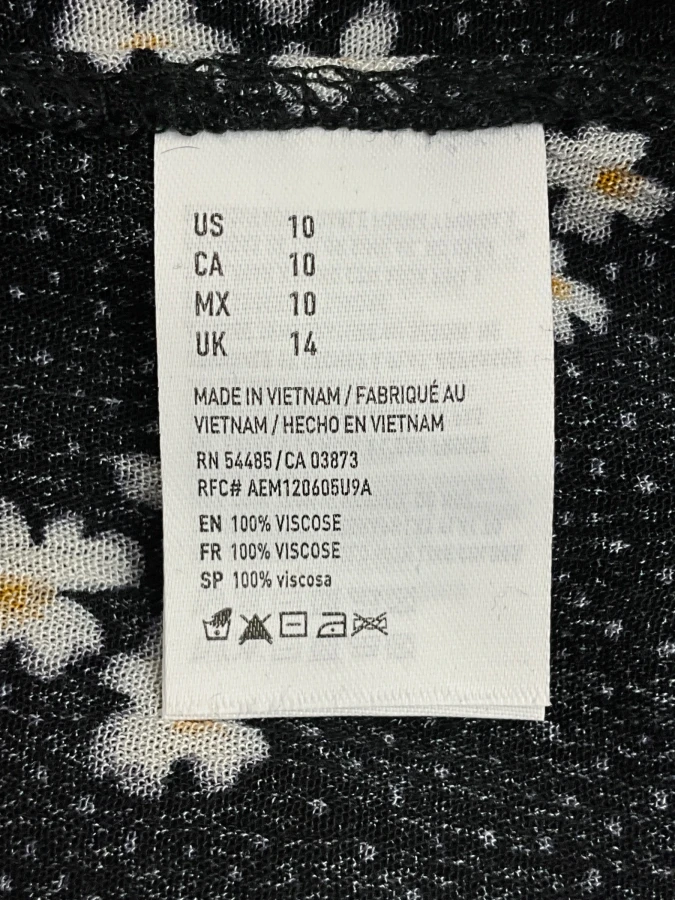 US 10
CA 10
MX 10
UK 14
MADE IN VIETNAM / FABRIQUÉ AU
VIETNAM / HECHO EN VIETNAM
RN 54485/CA 03873
RFC# AEM120605U9A
EN 100% VISCOSE
FR 100% VISCOSE
SP 100% viscosa